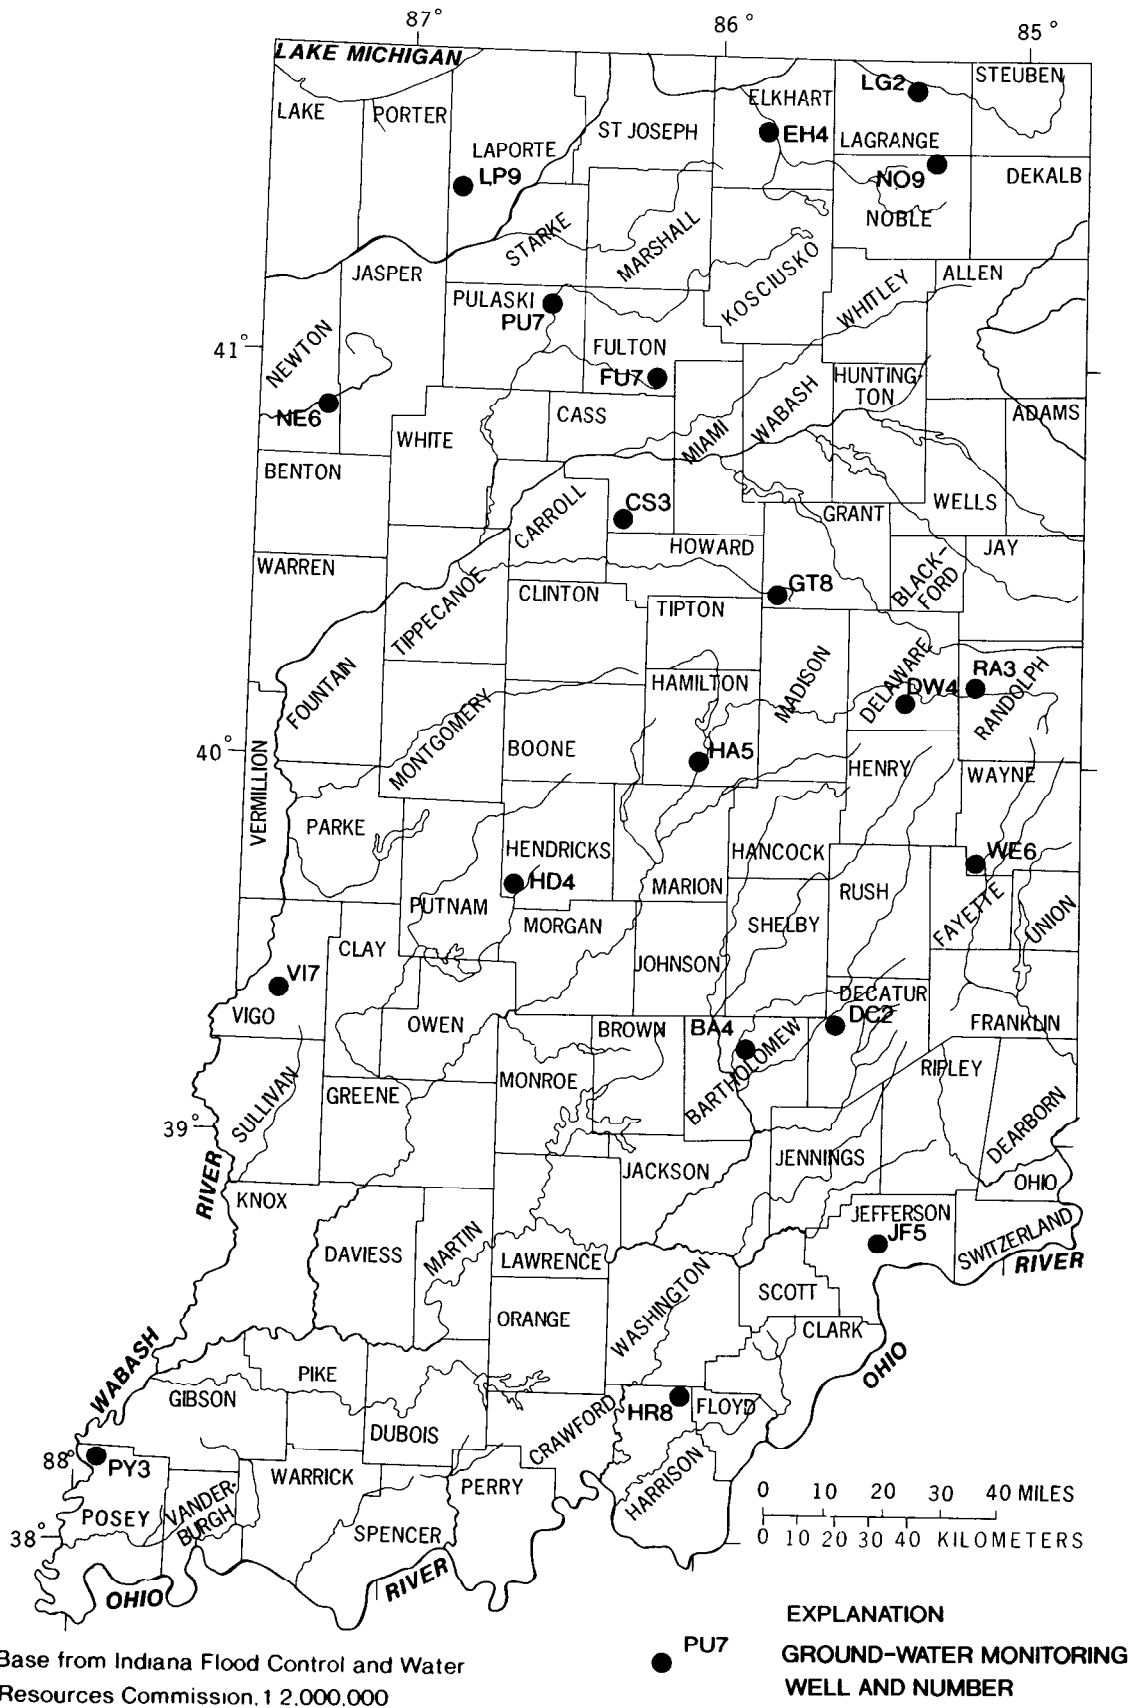 87°
86°
85°
LAKE MICHIGAN
LAKE
PORTER
LAPORTE
LP9
ST JOSEPH
ELKHART
EH4
LG2
LAGRANGE
STEUBEN
NO9
NOBLE
DEKALB
STARKE
MARSHALL
KOSCIUSKO
WHITLEY
ALLEN
JASPER
PULASKI
PU7
41°
NEWTON
NE6
FULTON
FU7
HUNTING-
TON
WABASH
MIAMI
ADAMS
WHITE
CASS
BENTON
CARROLL
CS3
WELLS
GRANT
HOWARD
JAY
BLACK-
FORD
WARREN
TIPPECANOE
CLINTON
TIPTON
GT8
FOUNTAIN
MONTGOMERY
HAMILTON
MADISON
DELAWARE
DW4
RA3
RANDOLPH
40°
VERMILLION
BOONE
HA5
HENRY
WAYNE
PARKE
HENDRICKS
HD4
MARION
HANCOCK
WE6
PUTNAM
RUSH
FAYETTE
UNION
MORGAN
SHELBY
CLAY
JOHNSON
VI7
VIGO
OWEN
BROWN
BA4
BARTHOLOMEW
DECATUR
DC2
FRANKLIN
SULLIVAN
GREENE
MONROE
RIPLEY
DEARBORN
39°
RIVER
KNOX
JACKSON
JENNINGS
OHIO
DAVIESS
MARTIN
LAWRENCE
JEFFERSON
JF5
SWITZERLAND
RIVER
ORANGE
WASHINGTON
SCOTT
CLARK
OHIO
WABASH
PIKE
GIBSON
DUBOIS
CRAWFORD
HR8
FLOYD
HARRISON
88°
PY3
POSEY
VANDER-
BURGH
WARRICK
PERRY
SPENCER
38°
OHIO
RIVER
0 10 20 30 40 MILES
0 10 20 30 40 KILOMETERS
EXPLANATION
PU7 GROUND-WATER MONITORING
WELL AND NUMBER
Base from Indiana Flood Control and Water
Resources Commission, 1 2,000,000